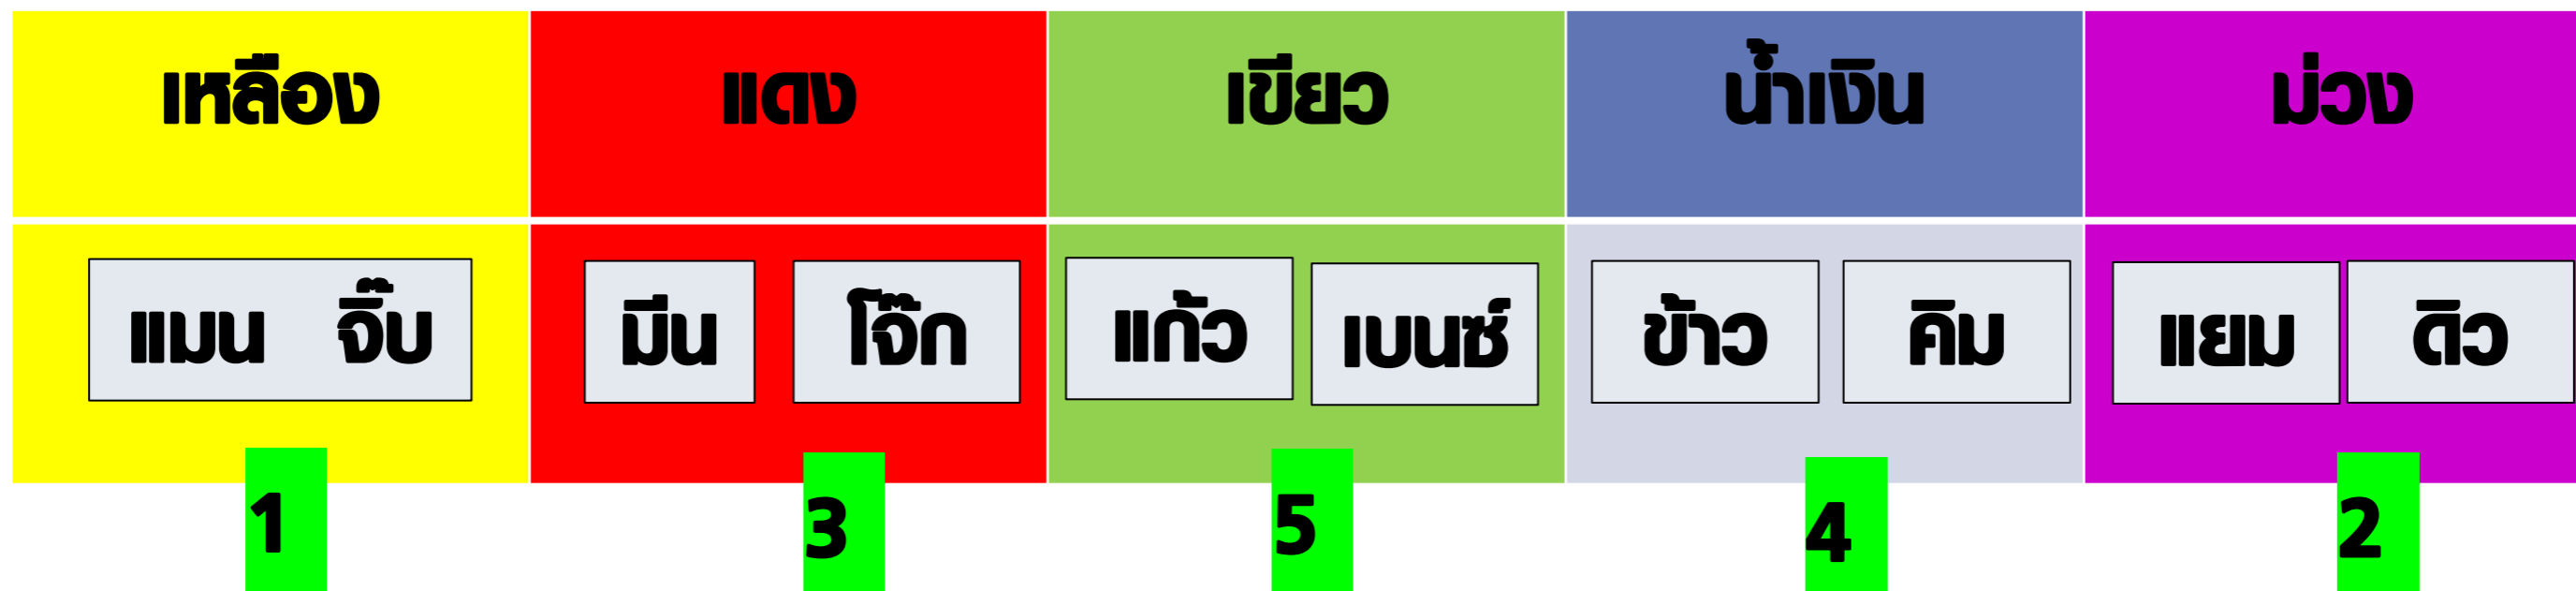 เหลือง แดง เขียว น้ำเงิน ม่วง
แมน จิ๊บ มีน โจ๊ก แก้ว เบนซ์ ข้าว คิม แยม ดิว
1 3 5 4 2